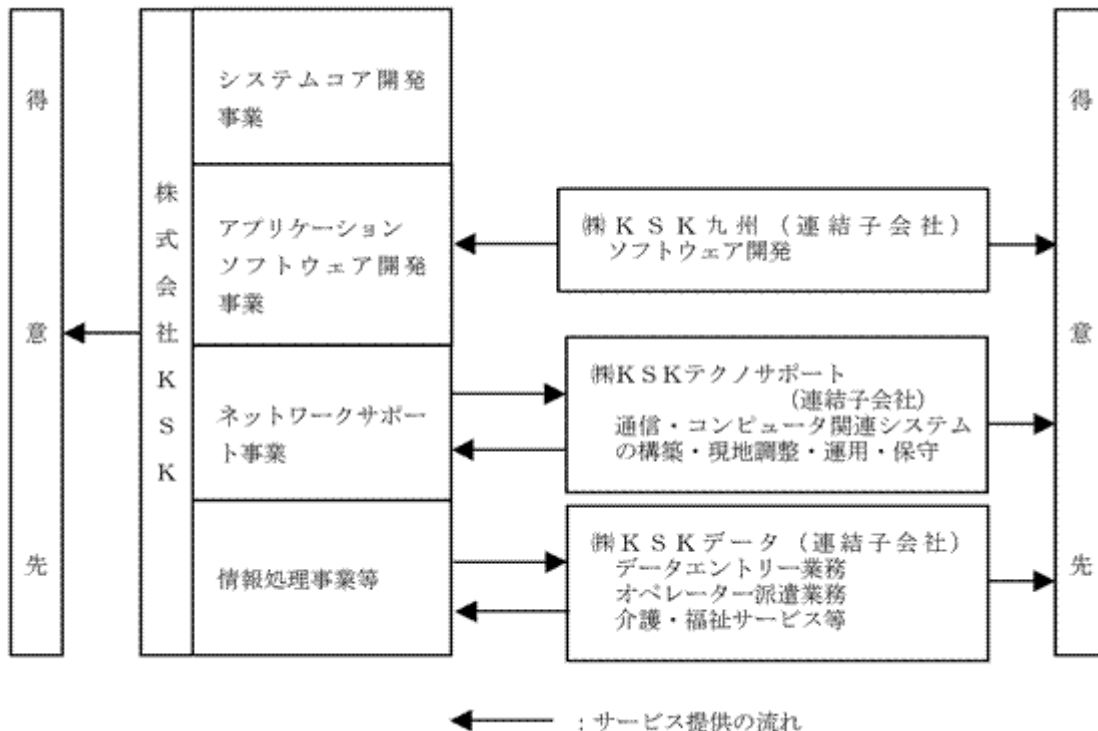 得意先
株式会社KSK
システムコア開発
事業
アプリケーション
ソフトウェア開発
事業
ネットワークサポー
ト事業
情報処理事業等
㈱KSK九州(連結子会社)
ソフトウェア開発
㈱KSKテクノサポート
(連結子会社)
通信・コンピュータ関連システム
の構築・現地調整・運用・保守
㈱KSKデータ(連結子会社)
データエントリー業務
オペレーター派遣業務
介護・福祉サービス等
得意先
:サービス提供の流れ